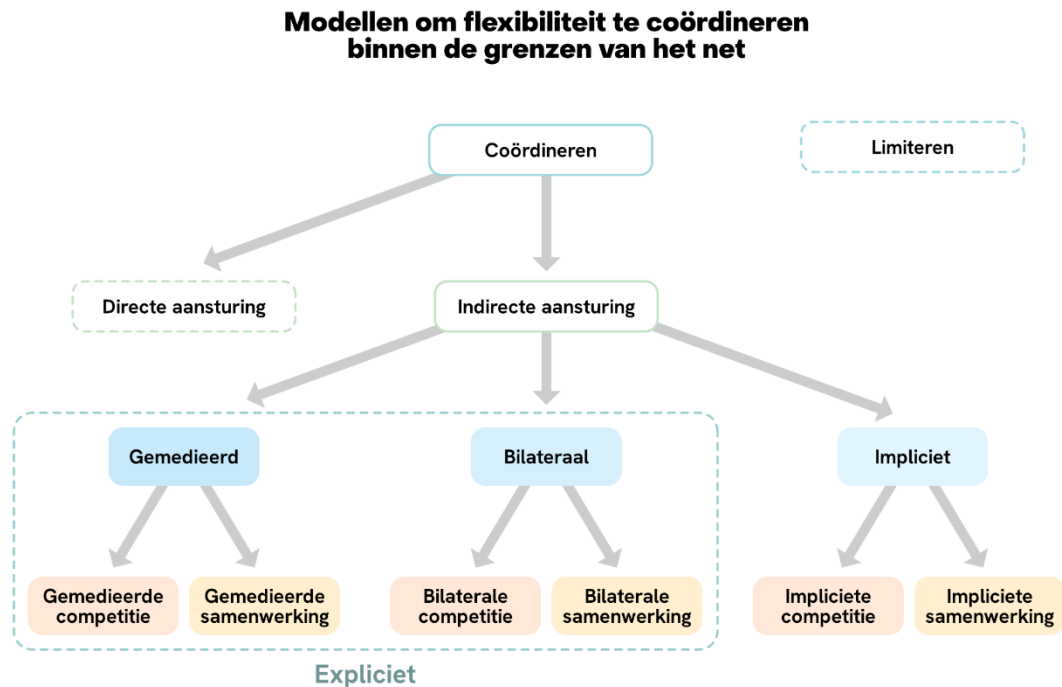 Modellen om flexibiliteit te coördineren
binnen de grenzen van het net
Coördineren
Limiteren
Directe aansturing
Indirecte aansturing
Gemedieerd
Bilateraal
Impliciet
Gemedieerde
competitie
Gemedieerde
samenwerking
Bilaterale
competitie
Bilaterale
samenwerking
Impliciete
competitie
Impliciete
samenwerking
Expliciet